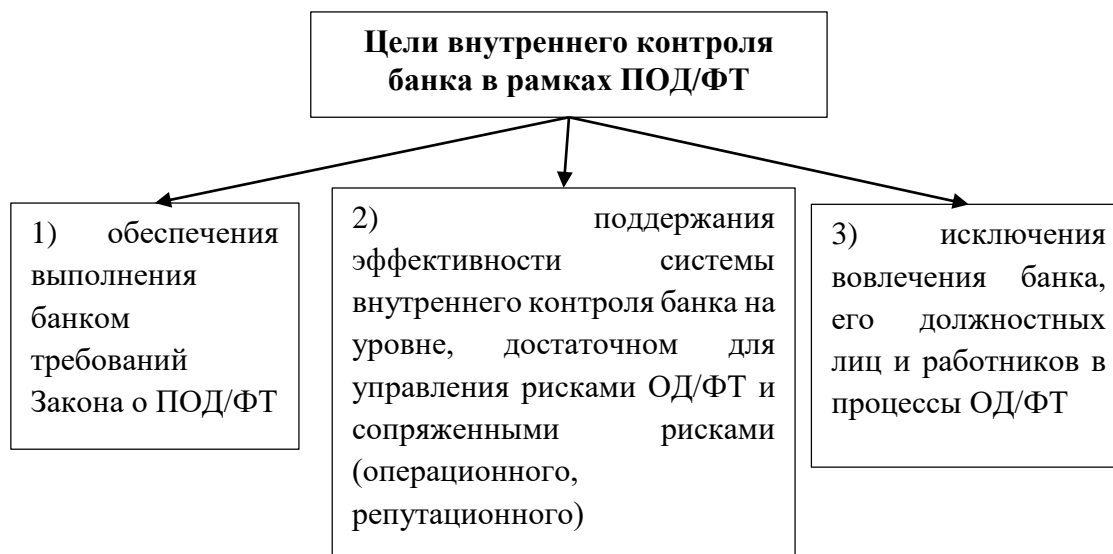 Цели внутреннего контроля
банка в рамках ПОД/ФТ
1) обеспечения
выполнения
банком
требований
Закона о ПОД/ФТ
2) поддержания
эффективности системы
внутреннего контроля банка на
уровне, достаточном для
управления рисками ОД/ФТ и
сопряженными рисками
(операционного,
репутационного)
3) исключения
вовлечения банка,
его должностных
лиц и работников в
процессы ОД/ФТ